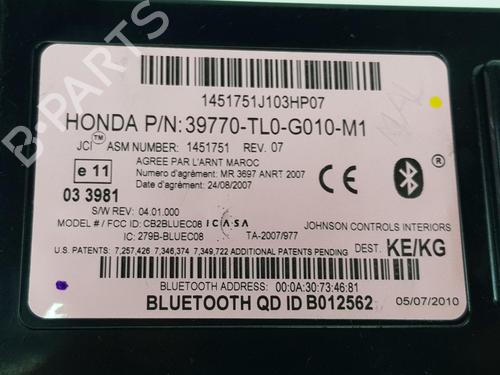 1451751J103HP07
HONDA P/N: 39770-TL0-G010-M1
JCI™ ASM NUMBER: 1451751 REV. 07
e 11
AGREE PAR L'ARNT MAROC
Numero d'agrément: MR 3697 ANRT 2007
Date d'agrément: 24/08/2007
CE
®
03 3981
S/W REV: 04.01.000
MODEL # / FCC ID: CB2BLUEC08 ICASA
JOHNSON CONTROLS INTERIORS
IC: 279B-BLUEC08 TA-2007/977
U.S. PATENTS: 7,257,426 7,346,374 7,349,722 ADDITIONAL PATENTS PENDING
DEST. KE/KG
BLUETOOTH ADDRESS: 00:0A:30:73:46:81
BLUETOOTH QD ID B012562
05/07/2010
B-PARTS